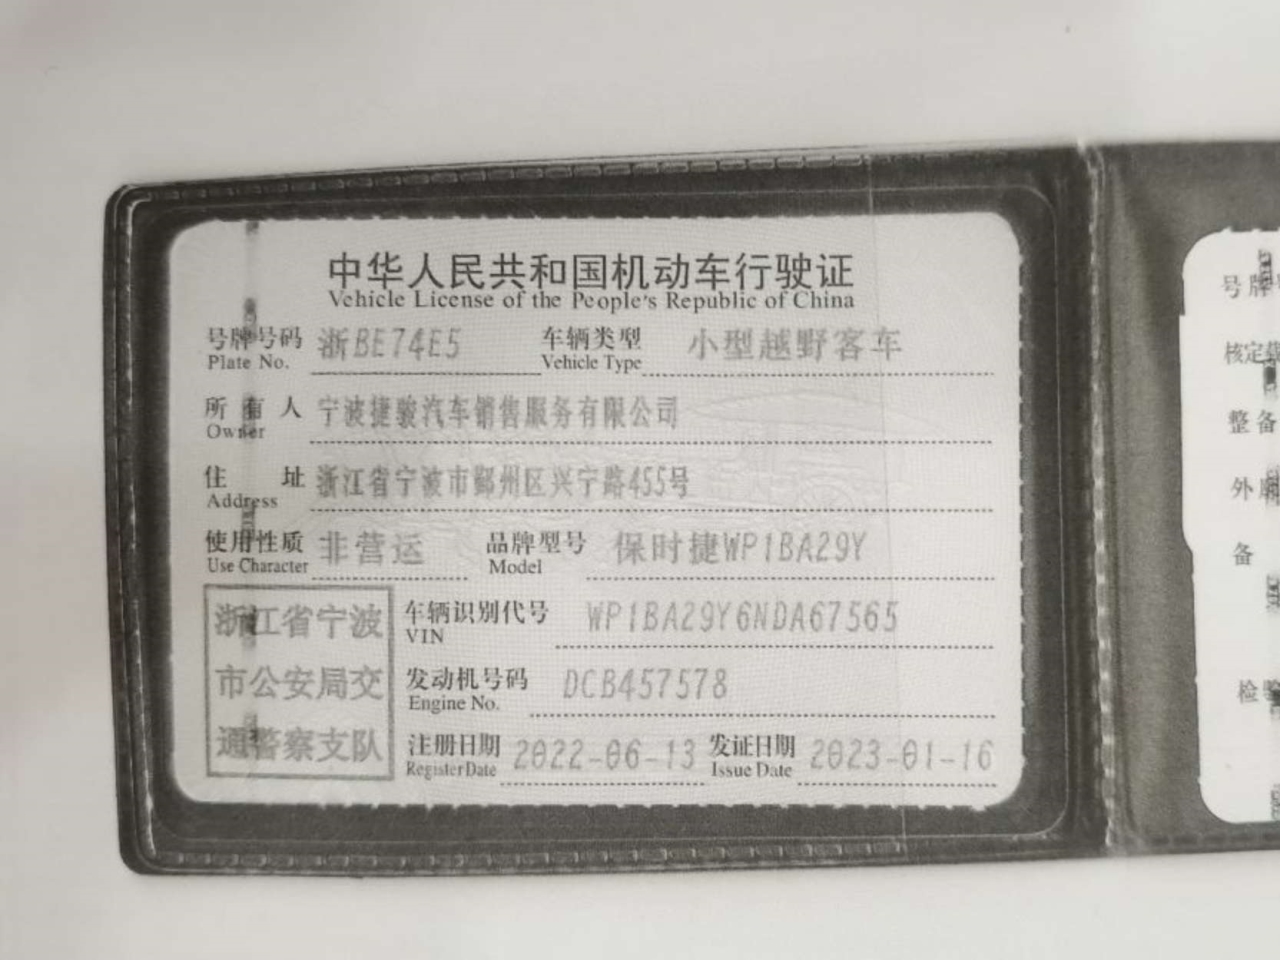 中华人民共和国机动车行驶证
Vehicle License of the People's Republic of China
号牌号码 浙BE74E5 车辆类型 小型越野客车
Plate No. Vehicle Type
所有人 宁波捷骏汽车销售服务有限公司
Owner
住址 浙江省宁波市鄞州区兴宁路455号
Address
使用性质 非营运 品牌型号 保时捷WP1BA29Y
Use Character Model
浙江省宁波
市公安局交
通警察支队
车辆识别代号 WP1BA29Y6NDA67565
VIN
发动机号码 DCB457578
Engine No.
注册日期 2022-06-13 发证日期 2023-01-16
Register Date Issue Date
号牌
核定载
整备
外廓
备
检验